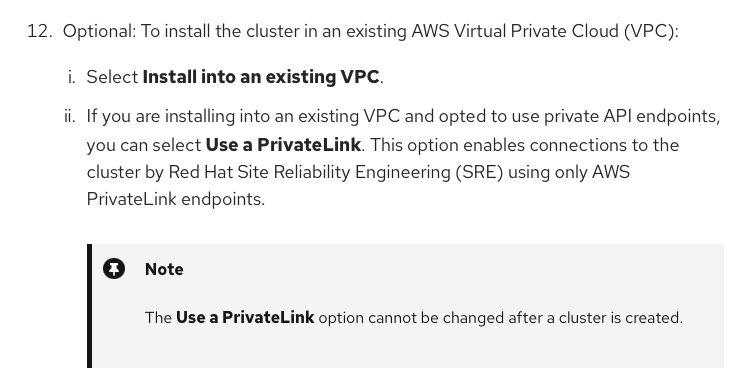 12. Optional: To install the cluster in an existing AWS Virtual Private Cloud (VPC):
i. Select Install into an existing VPC.
ii. If you are installing into an existing VPC and opted to use private API endpoints,
you can select Use a PrivateLink. This option enables connections to the
cluster by Red Hat Site Reliability Engineering (SRE) using only AWS
PrivateLink endpoints.
Note
The Use a PrivateLink option cannot be changed after a cluster is created.